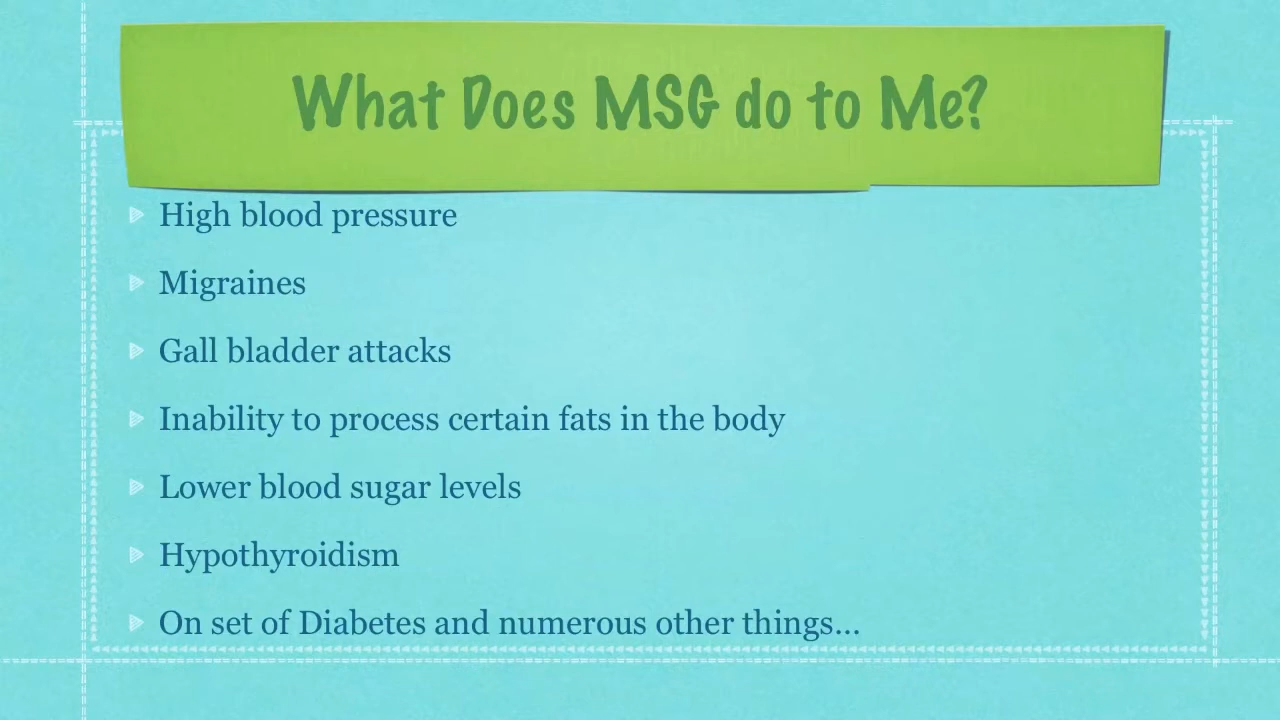 What Does MSG do to Me?
High blood pressure
Migraines
Gall bladder attacks
Inability to process certain fats in the body
Lower blood sugar levels
Hypothyroidism
On set of Diabetes and numerous other things...